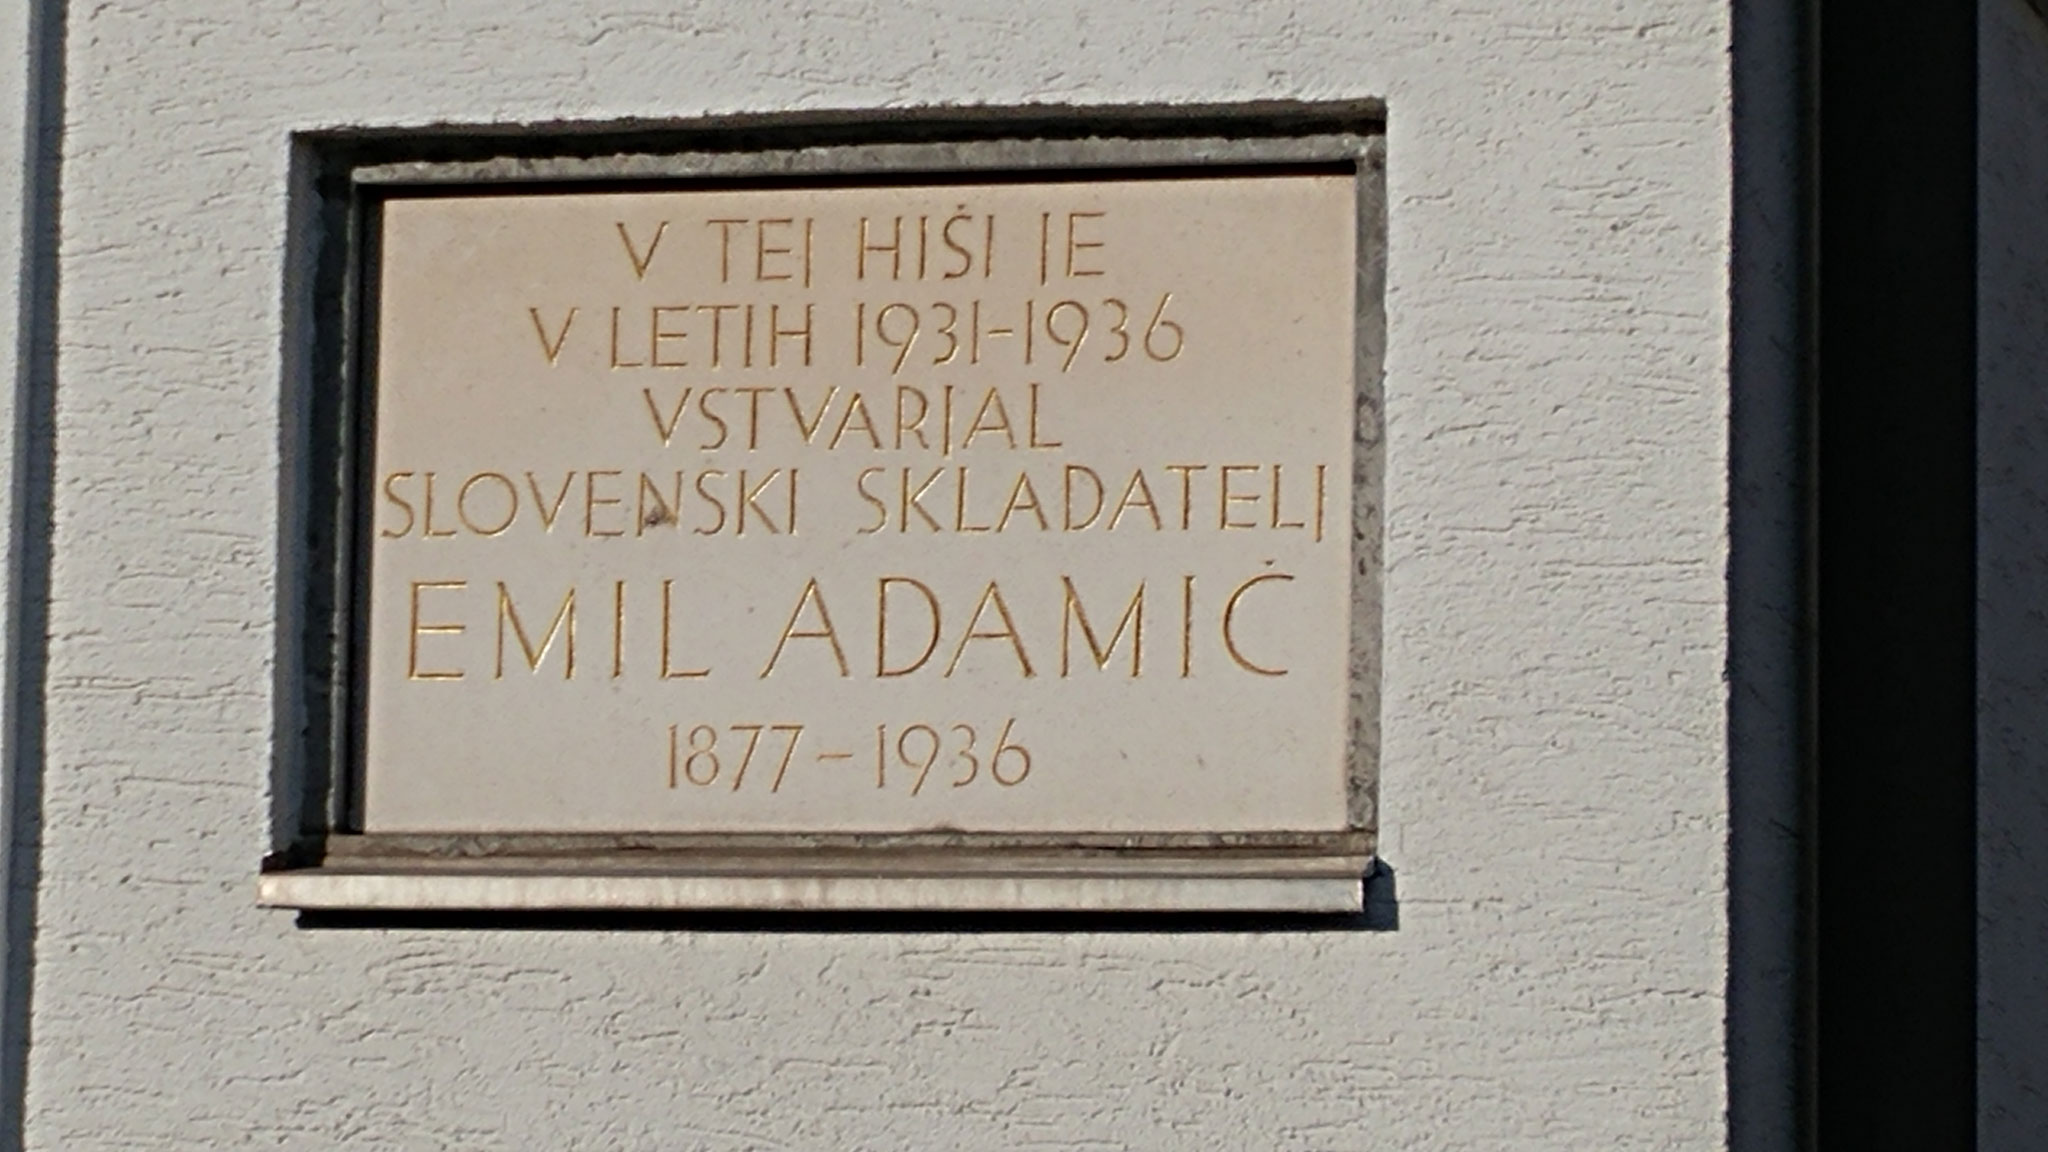 V TEJ HIŠI JE
V LETIH 1931-1936
VSTVARJAL
SLOVENSKI SKLADATELJ
EMIL ADAMIČ
1877-1936